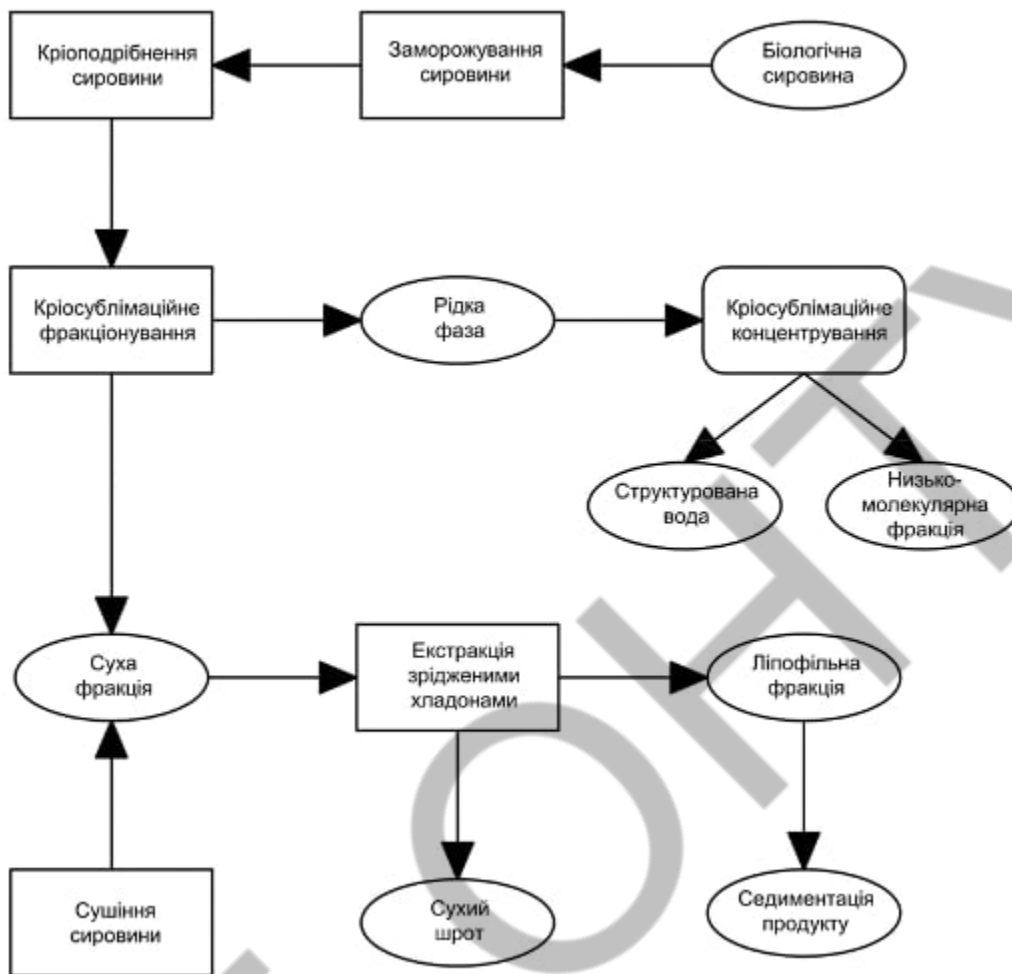 Кріоподрібнення
сировини
Заморожування
сировини
Біологічна
сировина
Кріосублімаційне
фракціонування
Рідка
фаза
Кріосублімаційне
концентрування
Структурована
вода
Низько-
молекулярна
фракція
Суха
фракція
Екстракція
зрідженими
хладонами
Ліпофільна
фракція
Сушіння
сировини
Сухий
шрот
Седиментація
продукту